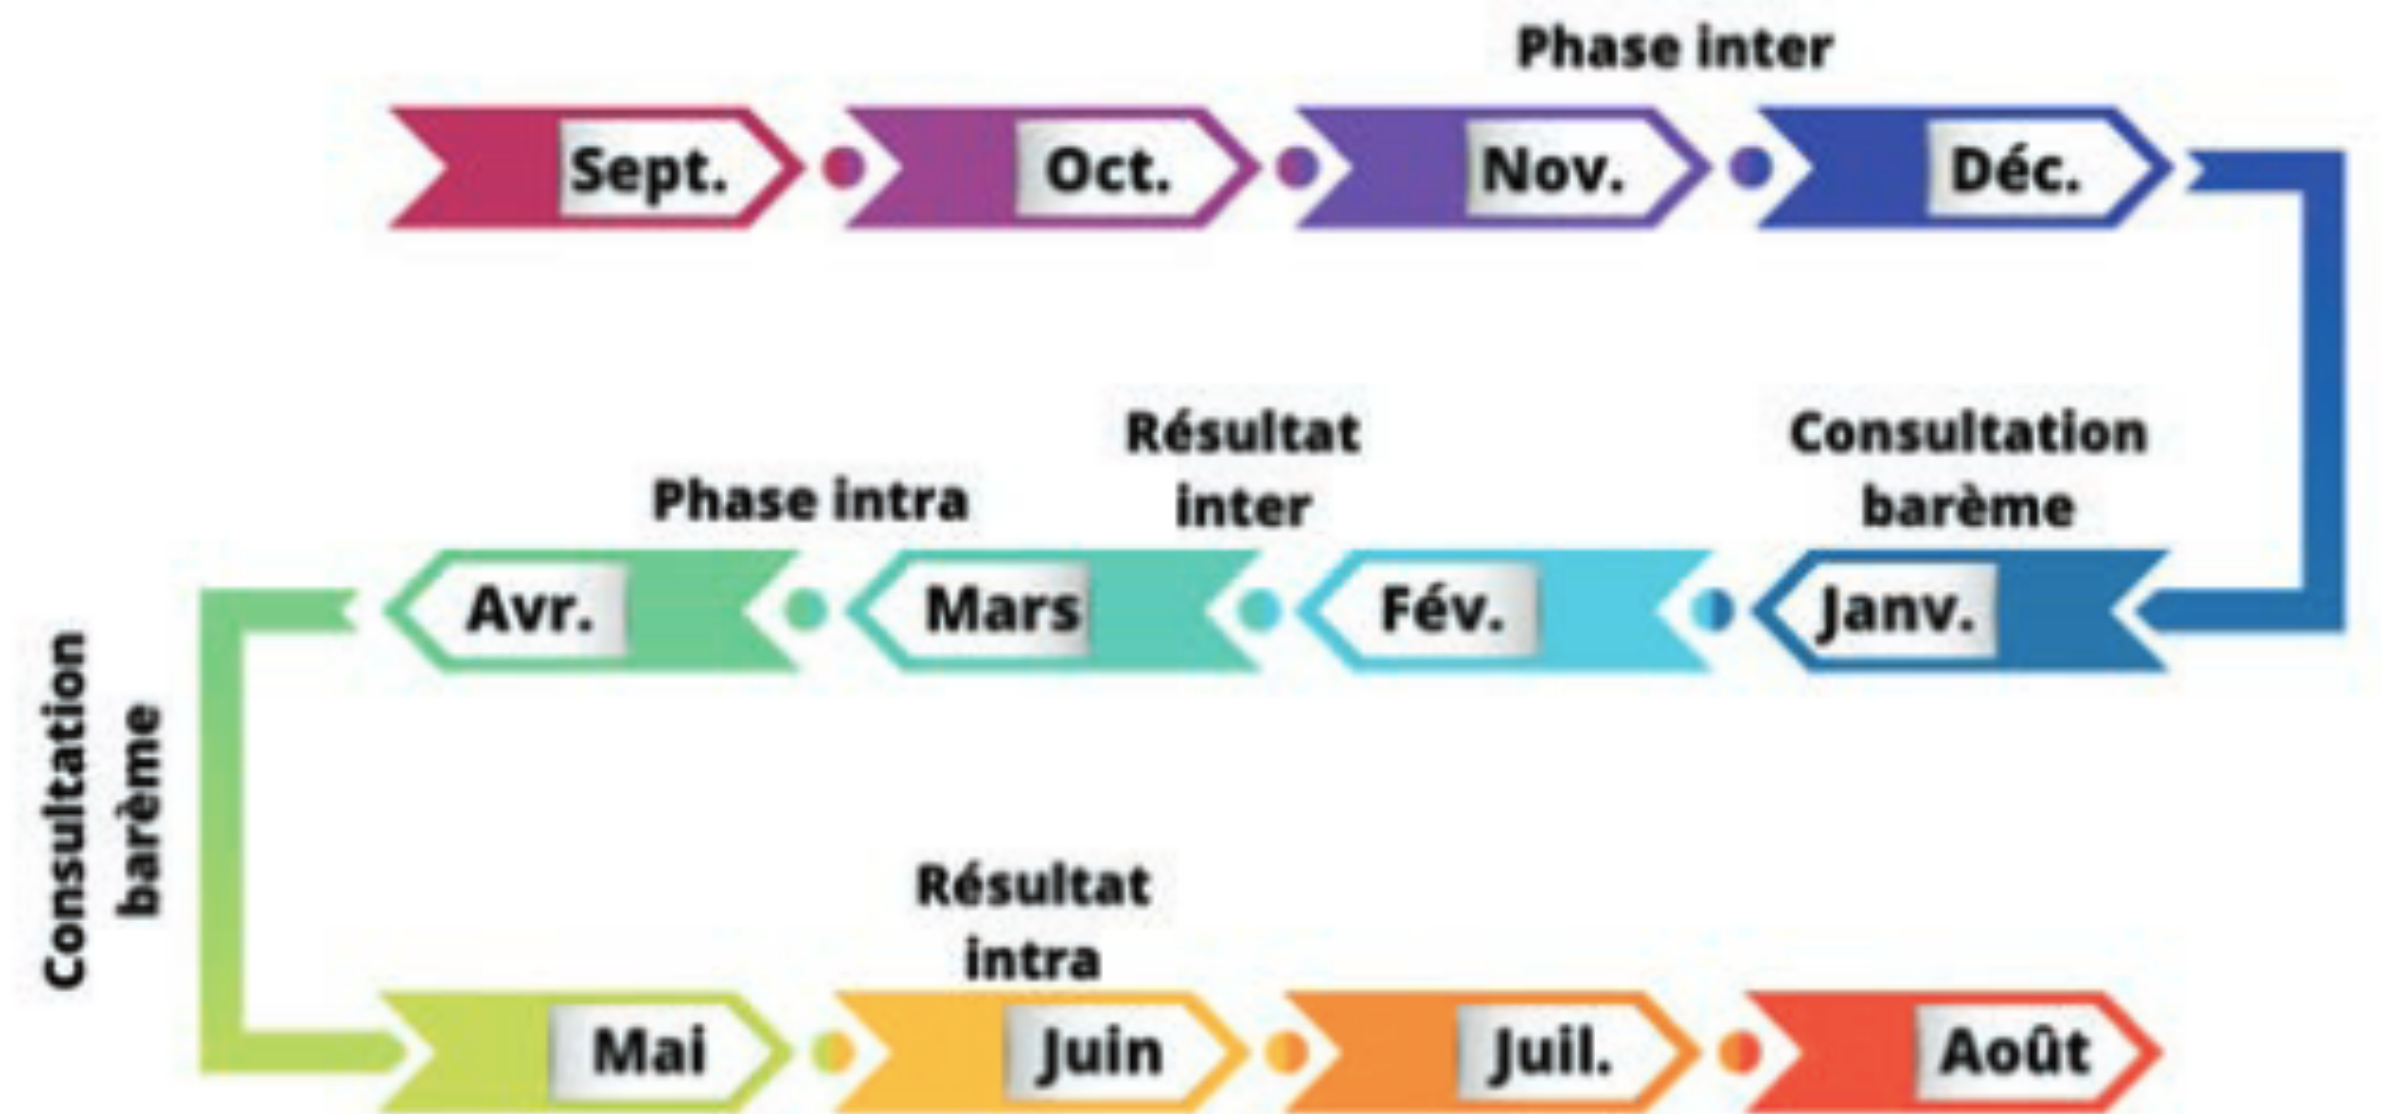 Phase inter
Sept. Oct. Nov. Déc.
Consultation
barème
Résultat
inter
Phase intra
Janv. Fév. Mars Avr.
Consultation
barème
Résultat
intra
Mai Juin Juil. Août